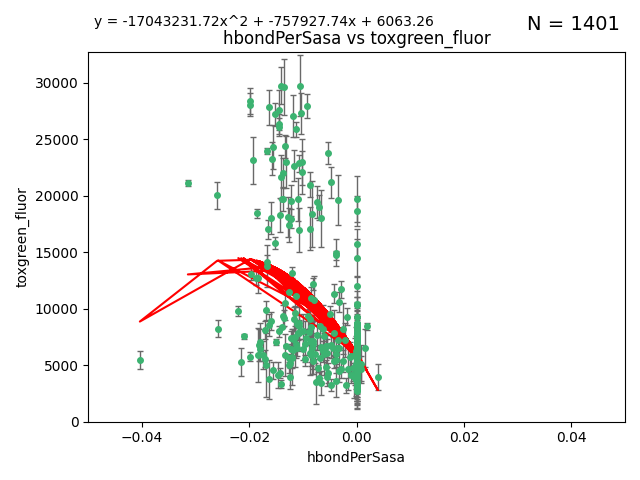 y = -17043231.72x^2 + -757927.74x + 6063.26
N = 1401
hbondPerSasa vs toxgreen_fluor
30000
25000
20000
15000
10000
5000
0
toxgreen_fluor
−0.04
−0.02
0.00
0.02
0.04
hbondPerSasa